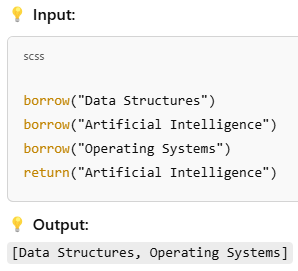 💡 Input:
scss
borrow("Data Structures")
borrow("Artificial Intelligence")
borrow("Operating Systems")
return("Artificial Intelligence")
💡 Output:
[Data Structures, Operating Systems]